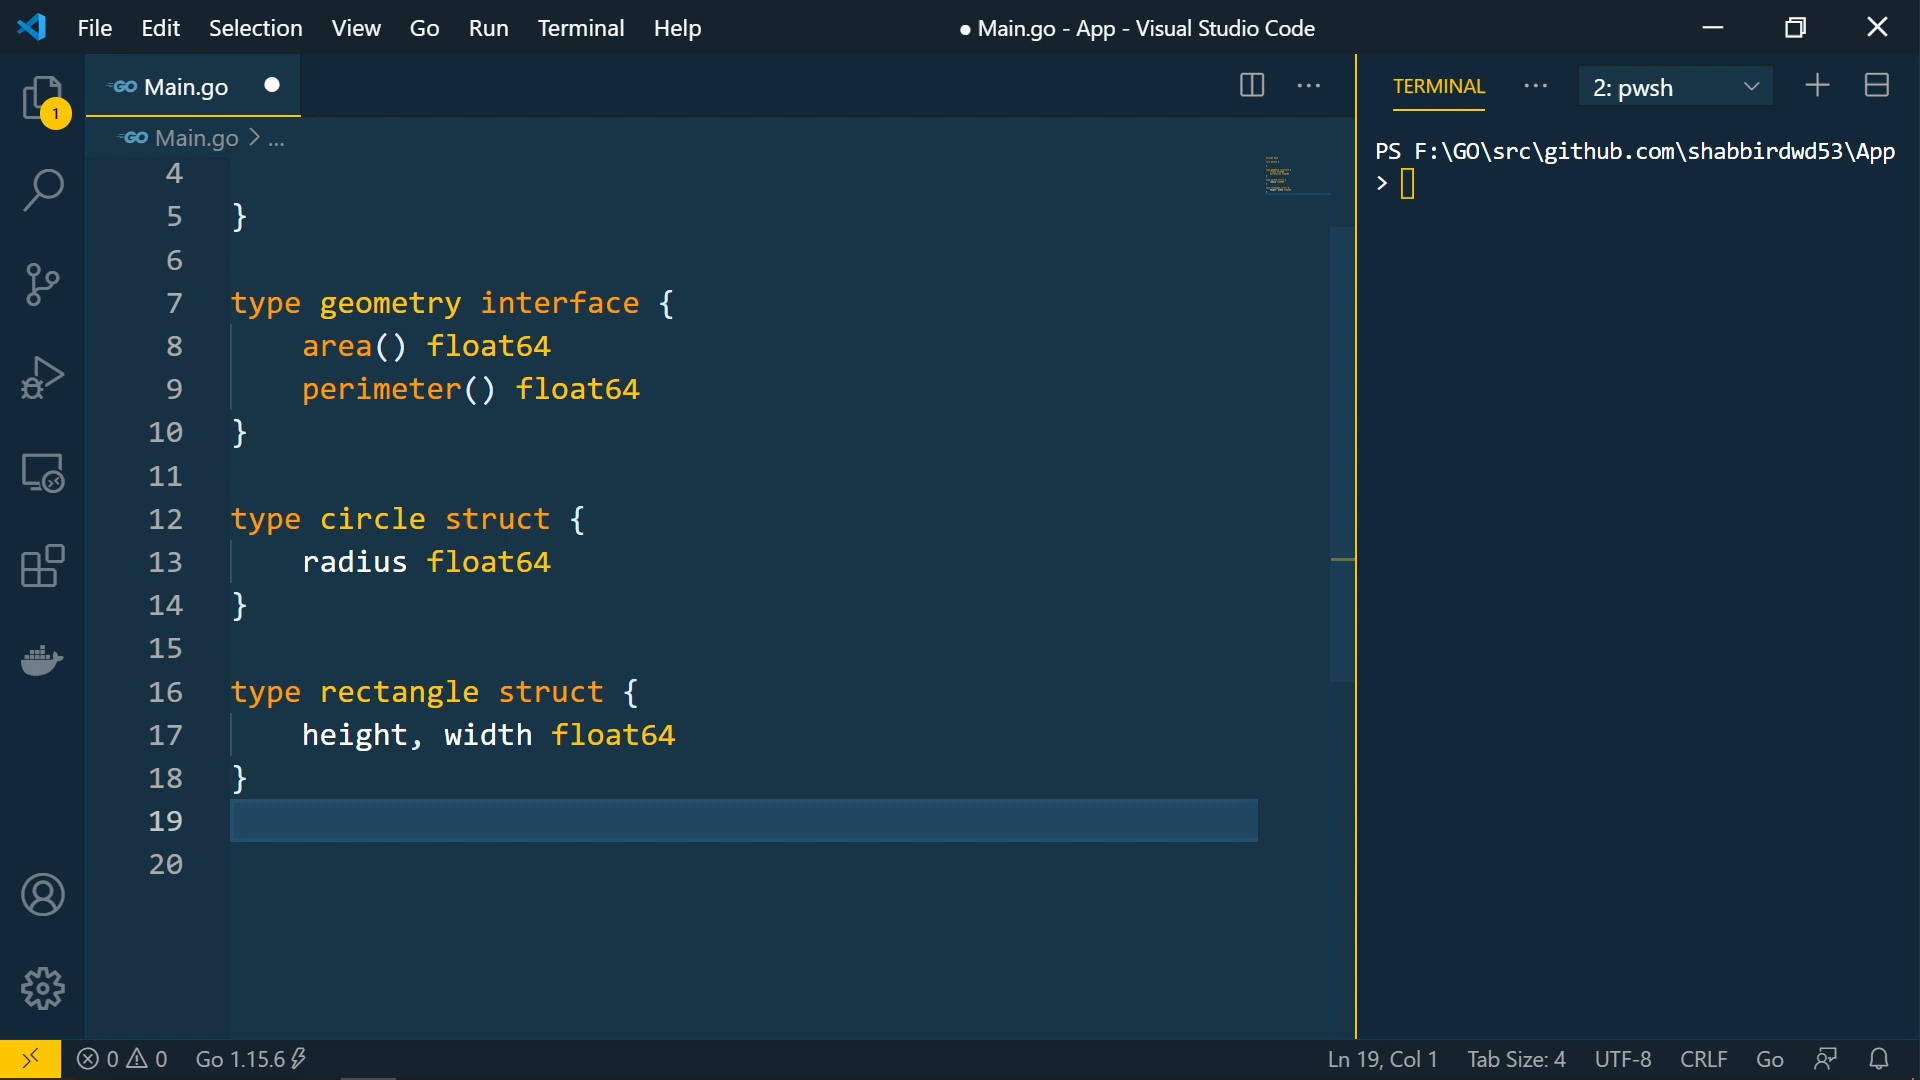 File Edit Selection View Go Run Terminal Help
● Main.go - App - Visual Studio Code
GO Main.go
TERMINAL ... 2: pwsh
1
GO Main.go > ...
PS F:\GO\src\github.com\shabbirdwd53\App
>
4
5 }
6
7 type geometry interface {
8 area() float64
9 perimeter() float64
10 }
11
12 type circle struct {
13 radius float64
14 }
15
16 type rectangle struct {
17 height, width float64
18 }
19
20
0 0 Go 1.15.6 Ln 19, Col 1 Tab Size: 4 UTF-8 CRLF Go